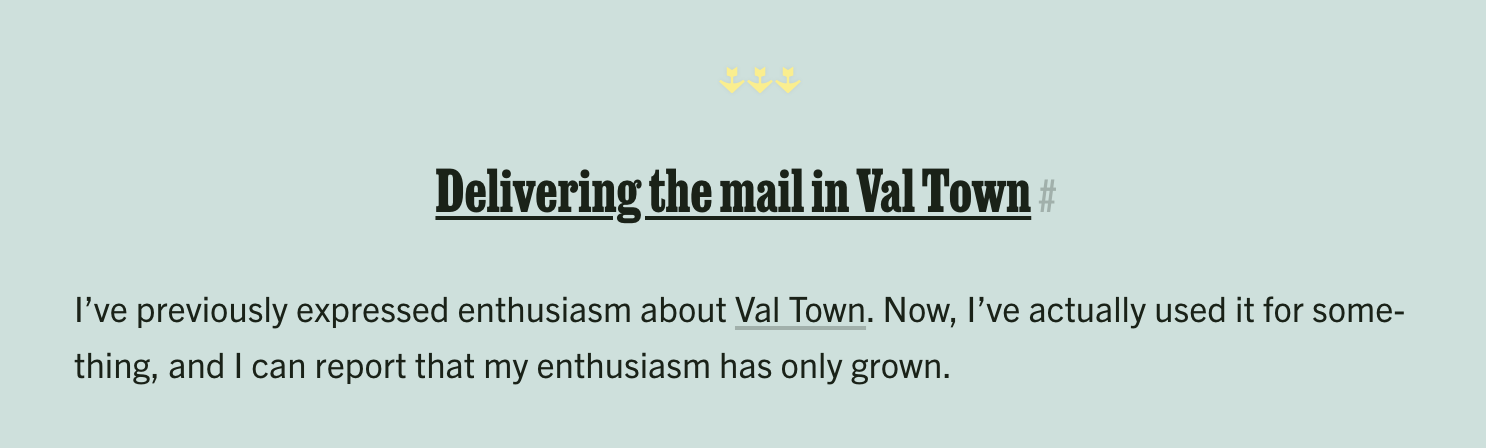 Delivering the mail in Val Town #
I’ve previously expressed enthusiasm about Val Town. Now, I’ve actually used it for some-
thing, and I can report that my enthusiasm has only grown.